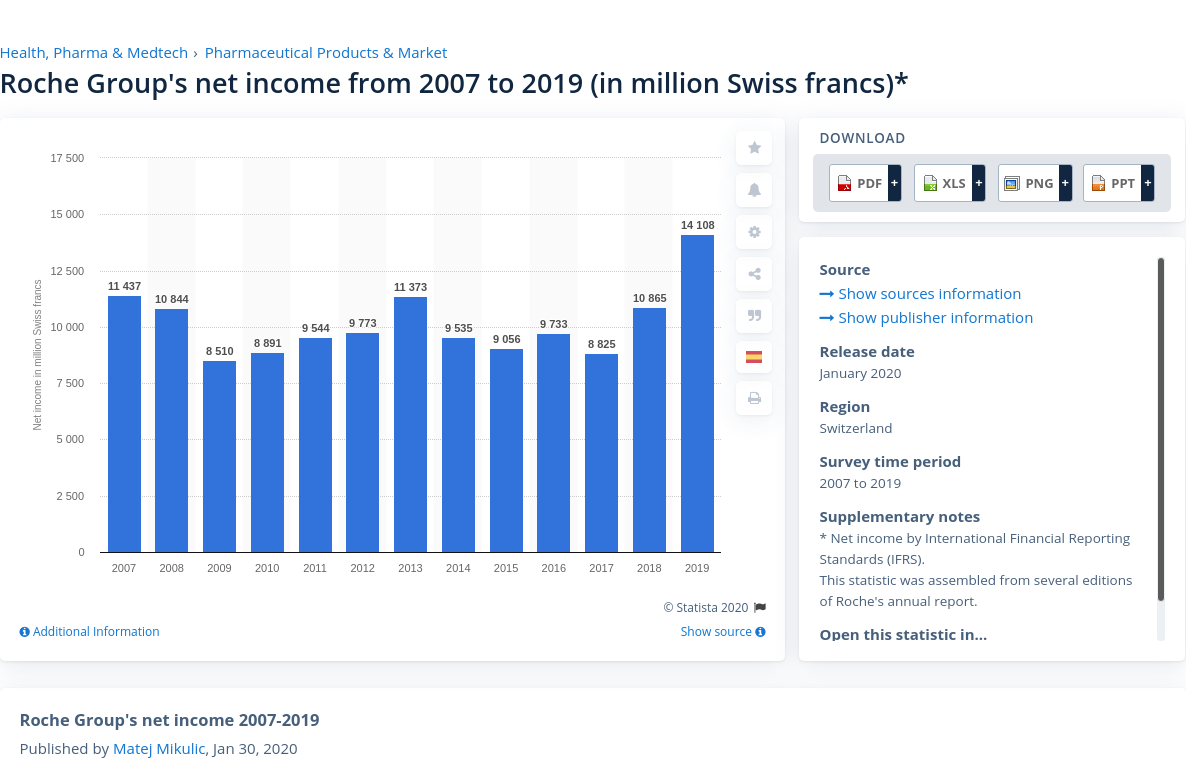 Health, Pharma & Medtech › Pharmaceutical Products & Market
Roche Group's net income from 2007 to 2019 (in million Swiss francs)*
17 500
15 000
12 500
10 000
7 500
5 000
2 500
0
Net income in million Swiss francs
11 437
10 844
8 510
8 891
9 544
9 773
11 373
9 535
9 056
9 733
8 825
10 865
14 108
2007 2008 2009 2010 2011 2012 2013 2014 2015 2016 2017 2018 2019
© Statista 2020
Additional Information
Show source
DOWNLOAD
PDF + XLS + PNG + PPT +
Source
Show sources information
Show publisher information
Release date
January 2020
Region
Switzerland
Survey time period
2007 to 2019
Supplementary notes
* Net income by International Financial Reporting
Standards (IFRS).
This statistic was assembled from several editions
of Roche's annual report.
Open this statistic in...
Roche Group's net income 2007-2019
Published by Matej Mikulic, Jan 30, 2020